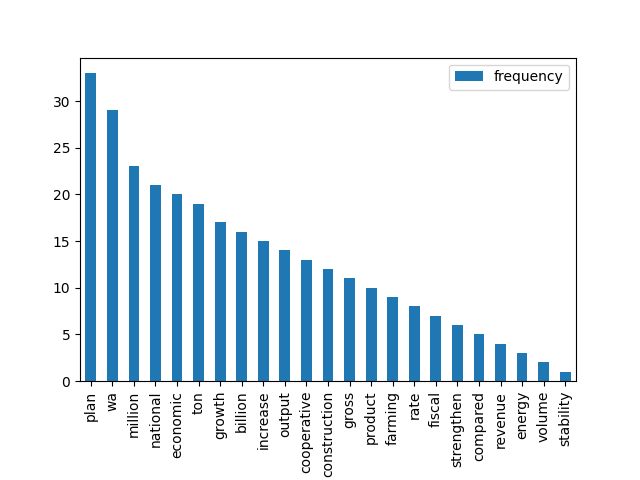 frequency
30
25
20
15
10
5
0
plan
wa
million
national
economic
ton
growth
billion
increase
output
cooperative
construction
gross
product
farming
rate
fiscal
strengthen
compared
revenue
energy
volume
stability